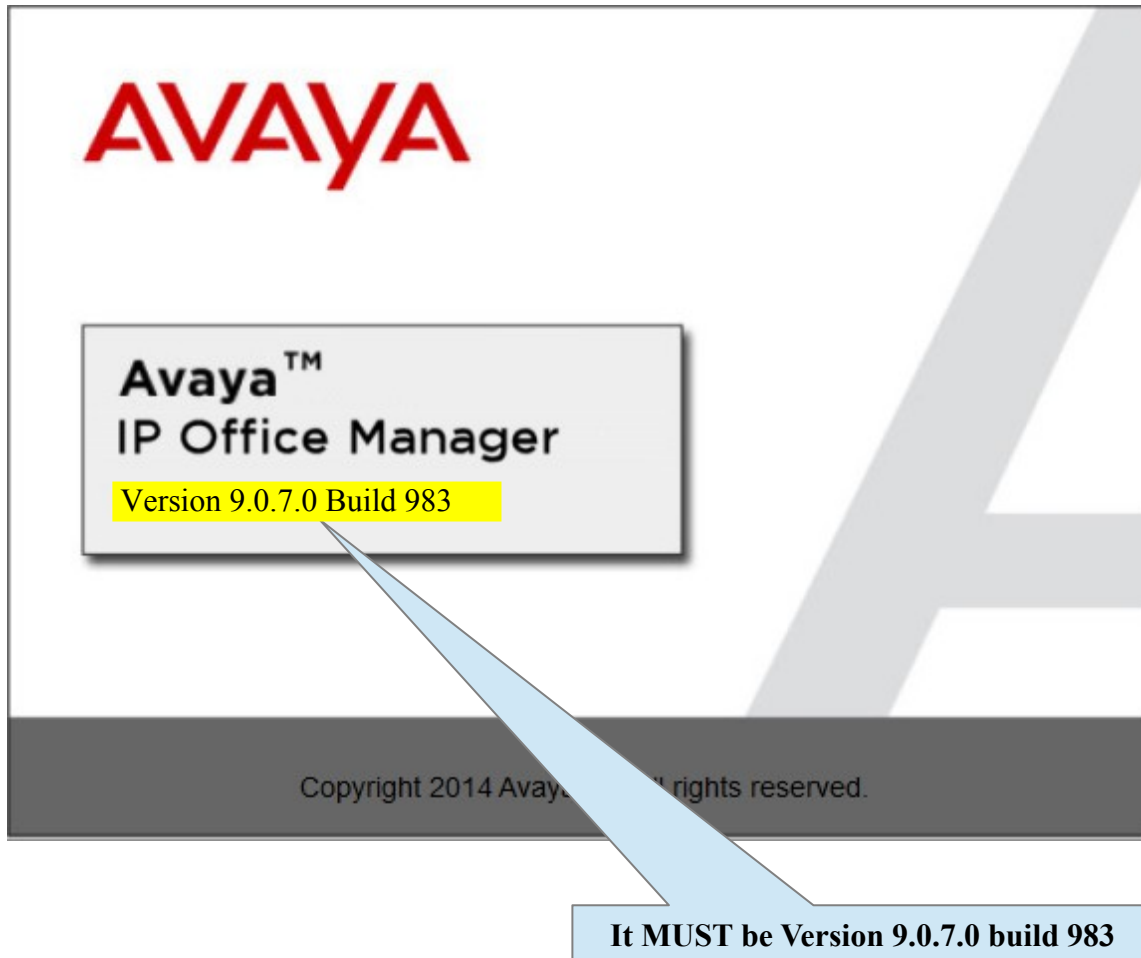 AVAYA
Avaya™
IP Office Manager
Version 9.0.7.0 Build 983
Copyright 2014 Avaya ll rights reserved.
It MUST be Version 9.0.7.0 build 983